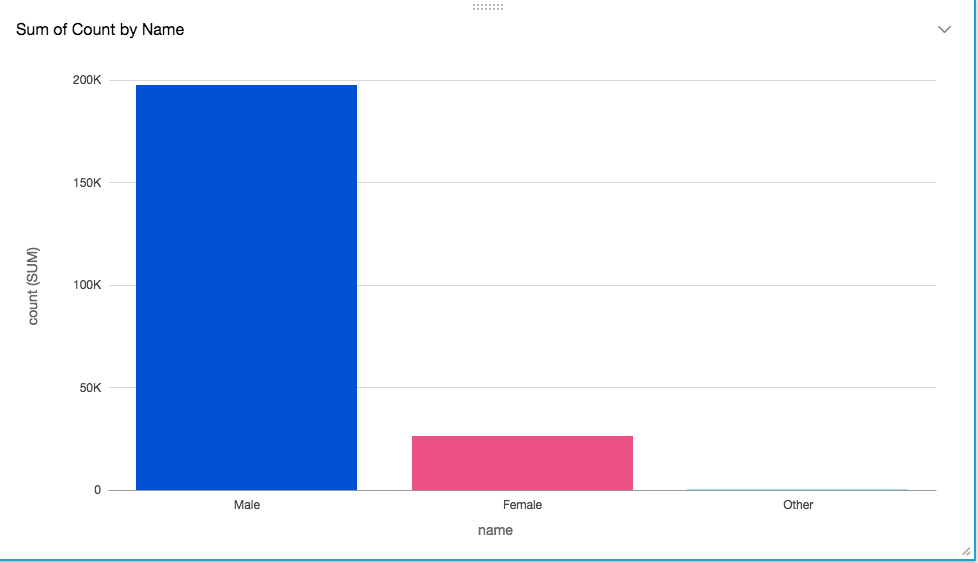 Sum of Count by Name
200K
150K
100K
50K
0
count (SUM)
Male
Female
Other
name